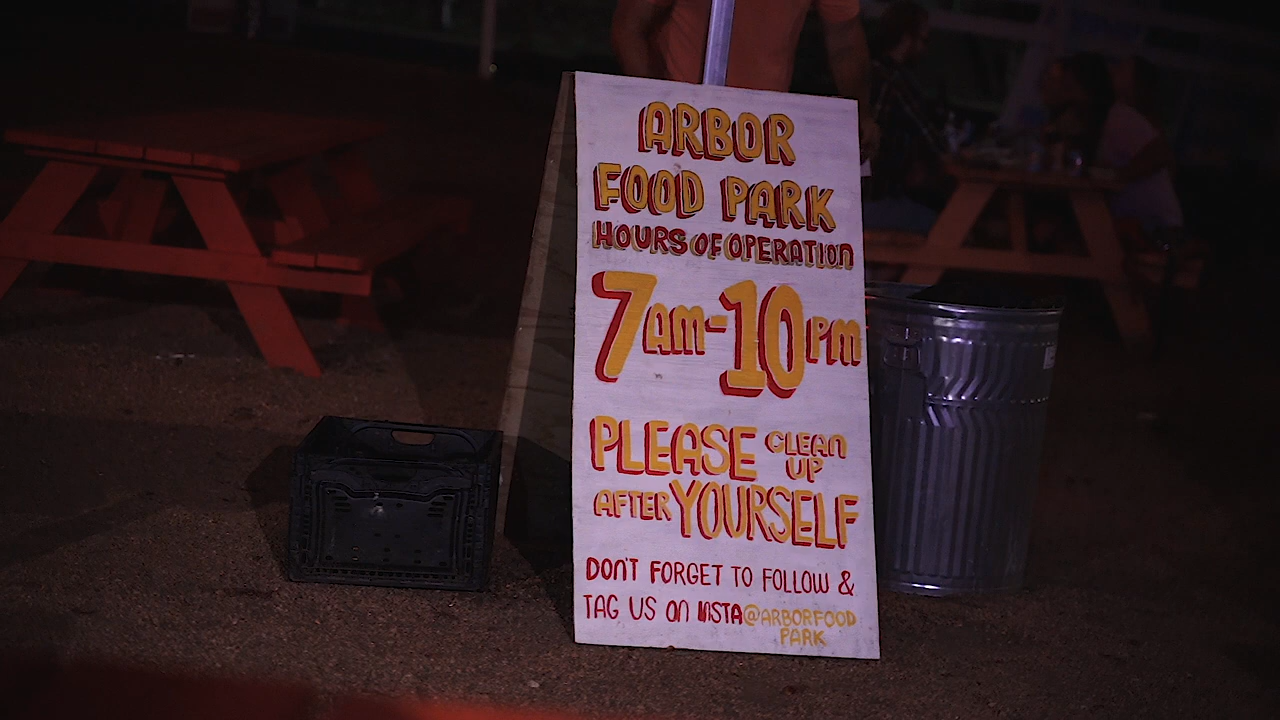 ARBOR
FOOD PARK
HOURS OF OPERATION
7AM-10PM
PLEASE CLEAN UP
AFTER YOURSELF
DON'T FORGET TO FOLLOW &
TAG US ON INSTA @ARBORFOOD
PARK